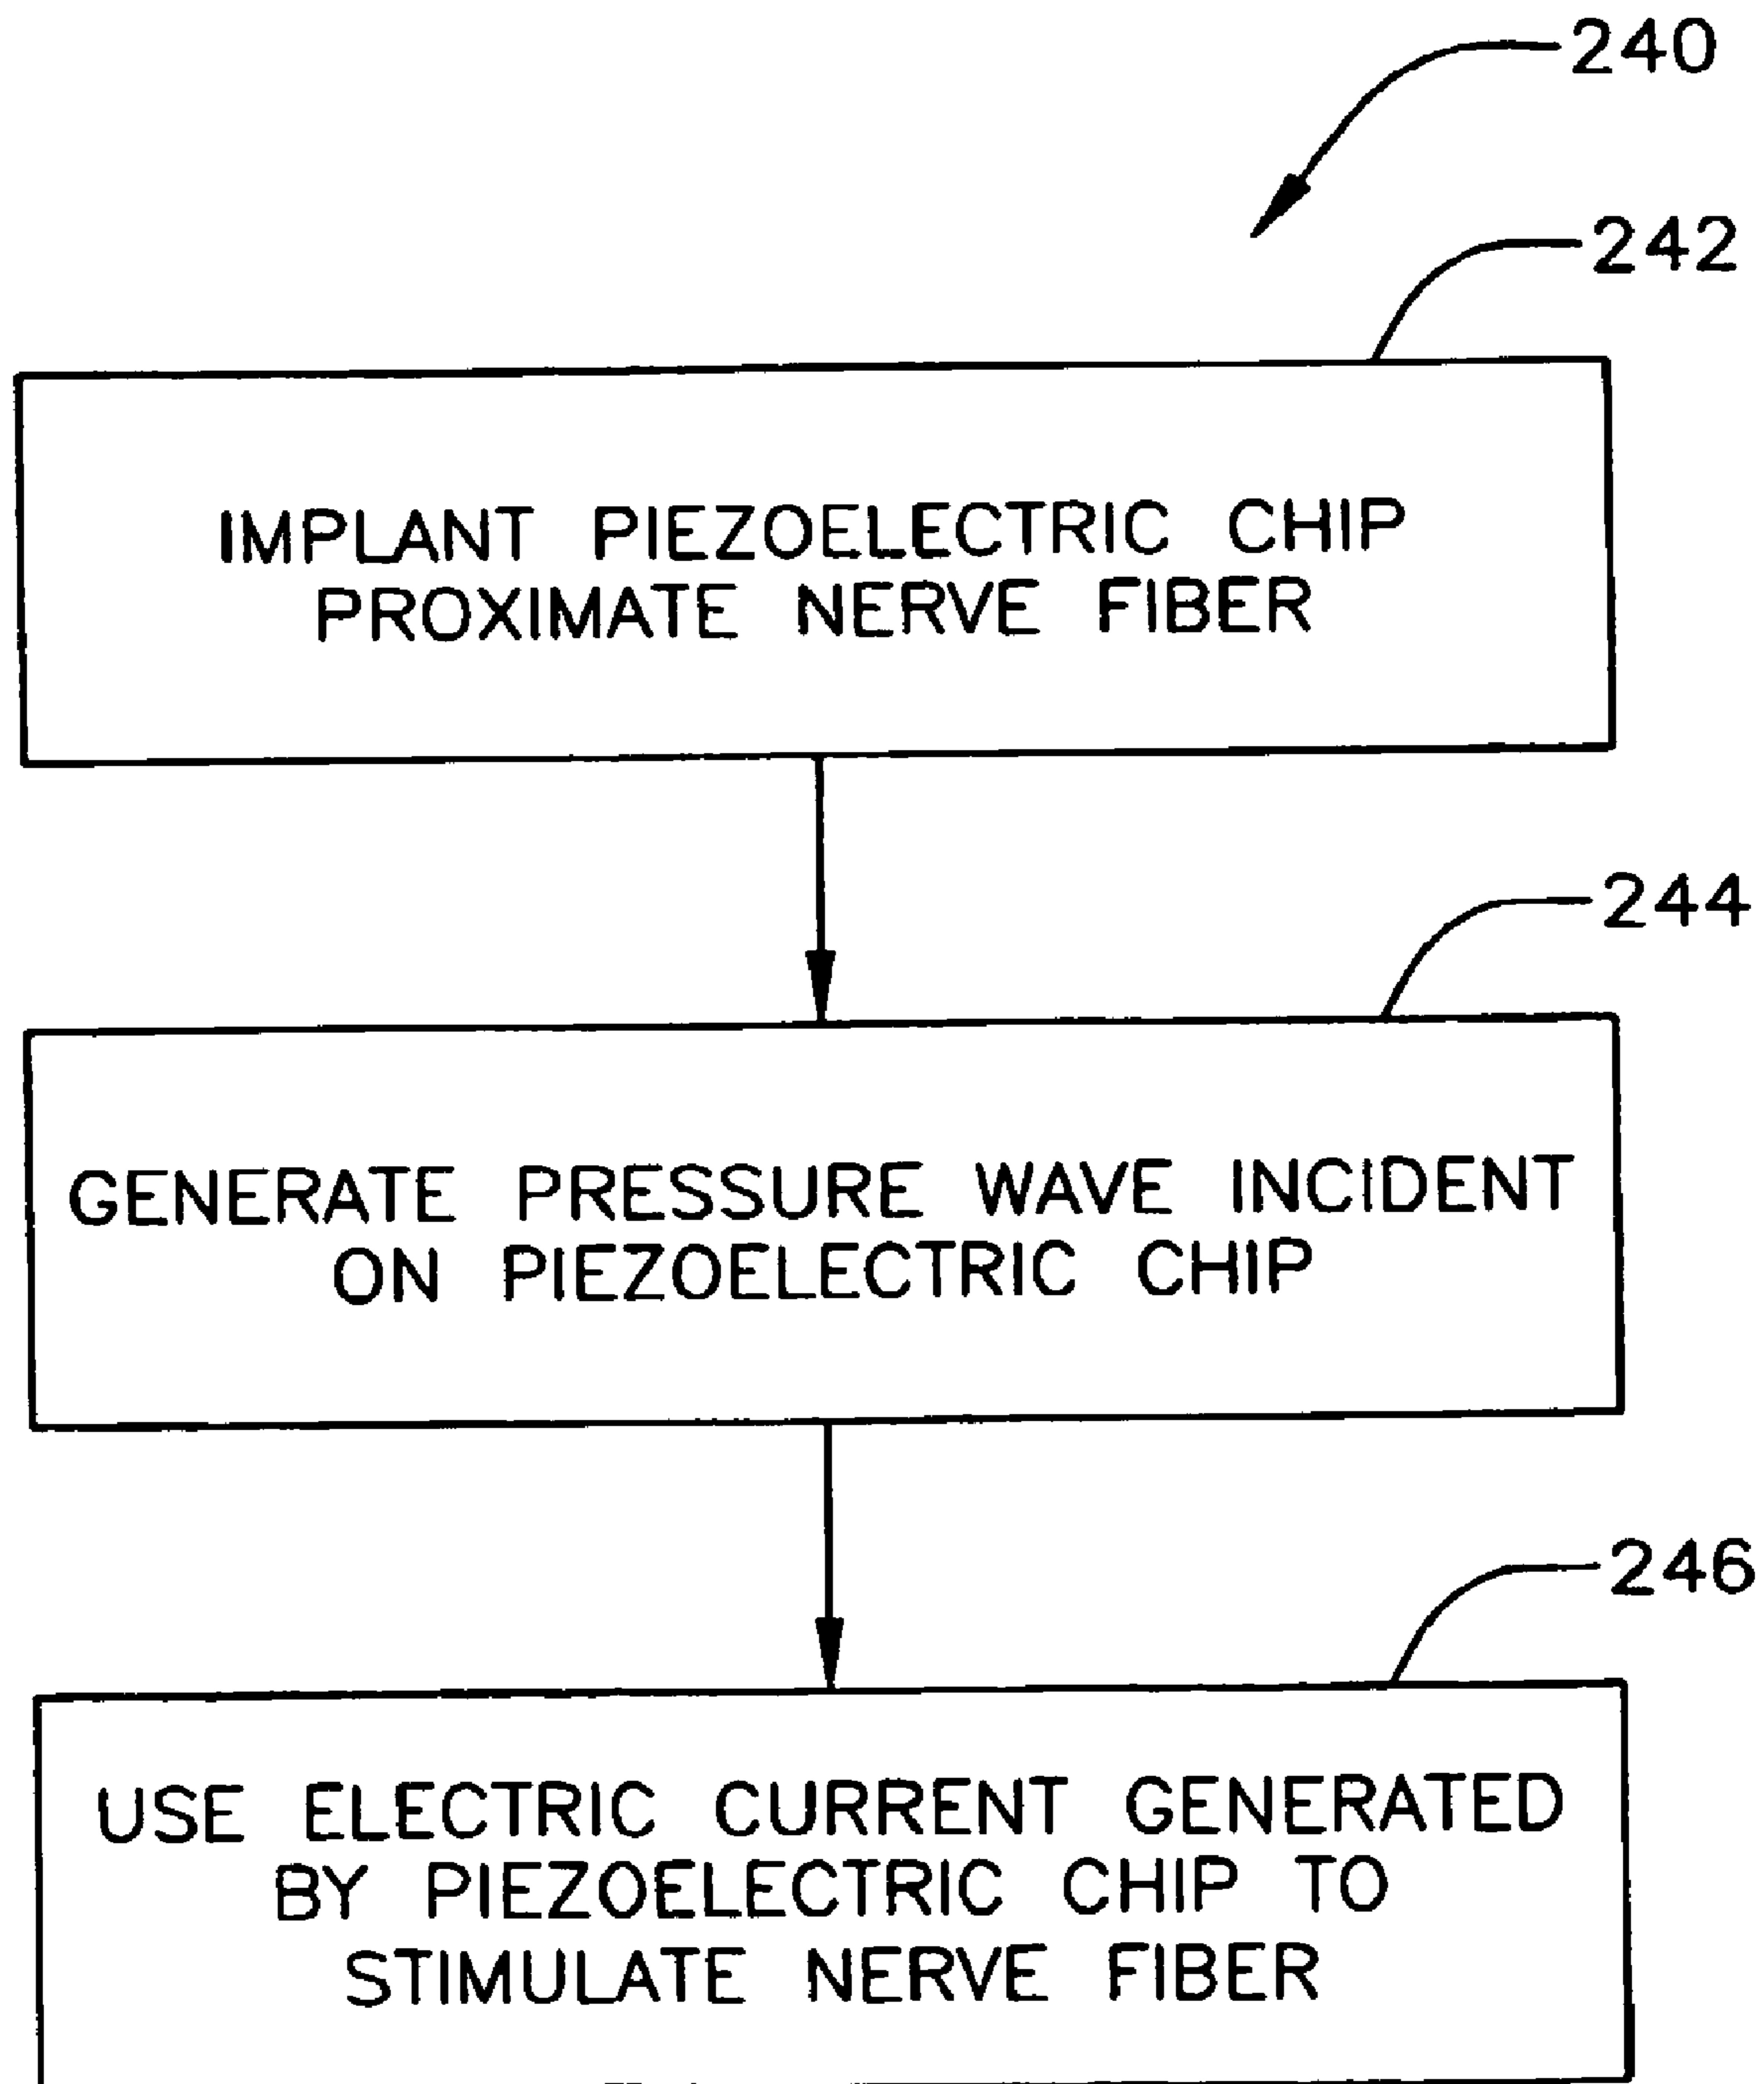 240
242
IMPLANT PIEZOELECTRIC CHIP
PROXIMATE NERVE FIBER
244
GENERATE PRESSURE WAVE INCIDENT
ON PIEZOELECTRIC CHIP
246
USE ELECTRIC CURRENT GENERATED
BY PIEZOELECTRIC CHIP TO
STIMULATE NERVE FIBER